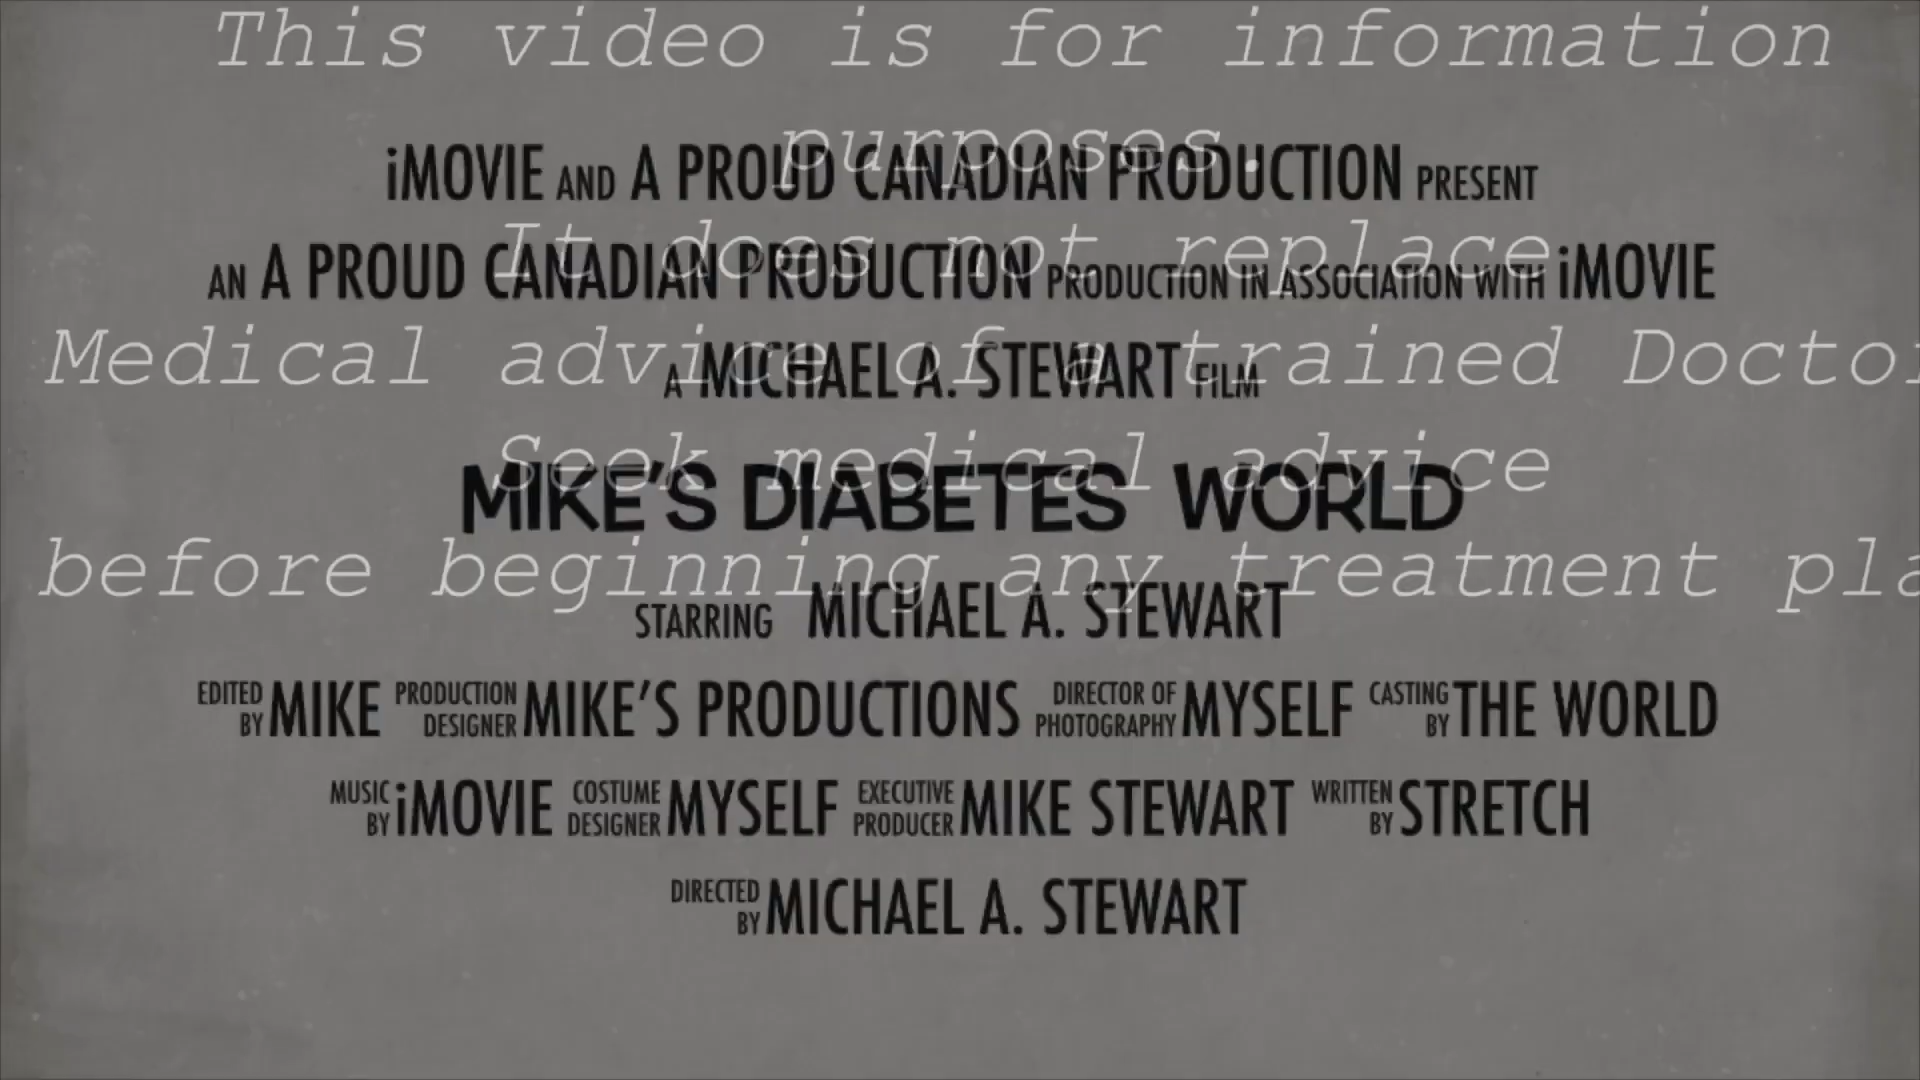 This video is for information
purposes.
It does not replace
Medical advice of a trained Docto
Seek medical advice
before beginning any treatment pla
iMOVIE AND A PROUD CANADIAN PRODUCTION PRESENT
AN A PROUD CANADIAN PRODUCTION PRODUCTION IN ASSOCIATION WITH iMOVIE
A MICHAEL A. STEWART FILM
MIKE'S DIABETES WORLD
STARRING MICHAEL A. STEWART
EDITED BY MIKE PRODUCTION DESIGNER MIKE'S PRODUCTIONS DIRECTOR OF PHOTOGRAPHY MYSELF CASTING BY THE WORLD
MUSIC BY iMOVIE COSTUME DESIGNER MYSELF EXECUTIVE PRODUCER MIKE STEWART WRITTEN BY STRETCH
DIRECTED BY MICHAEL A. STEWART